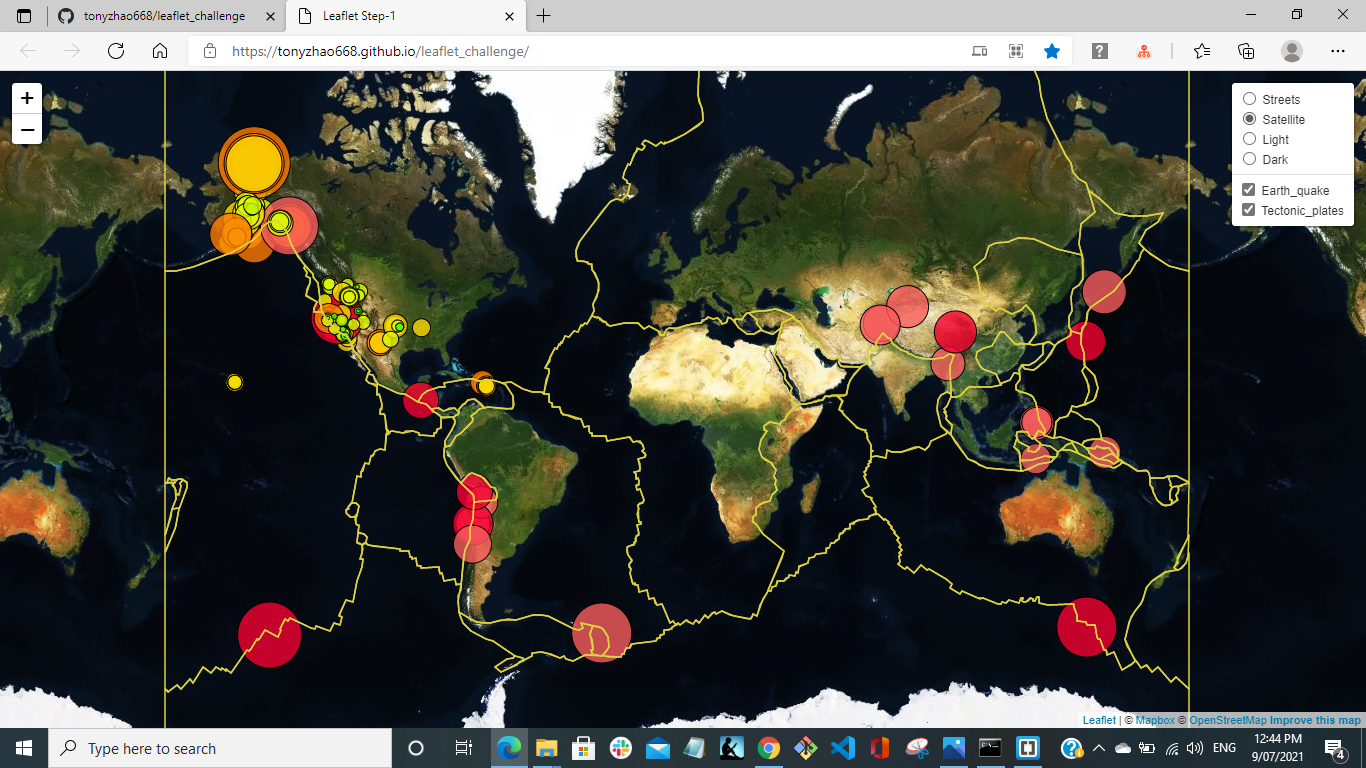 tonyzhao668/leaflet_challenge
Leaflet Step-1
https://tonyzhao668.github.io/leaflet_challenge/
+
−
Streets
Satellite
Light
Dark
Earth_quake
Tectonic_plates
Leaflet | © Mapbox © OpenStreetMap Improve this map
Type here to search
ENG
12:44 PM
9/07/2021
4